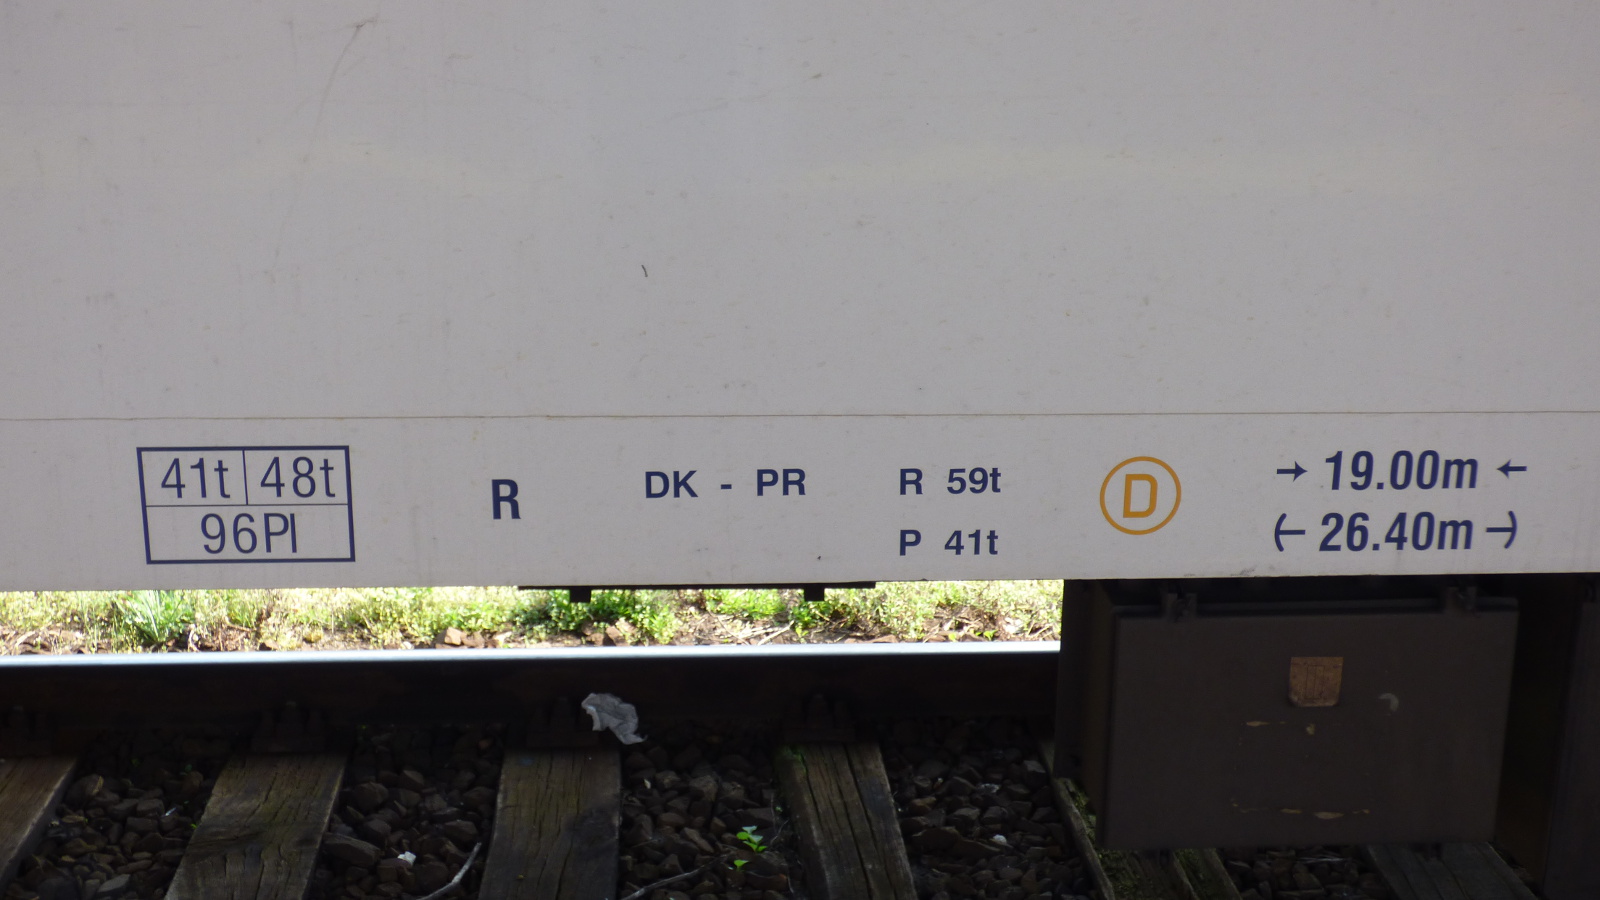 41t 48t
96Pl
R
DK - PR
R 59t
P 41t
D
→ 19.00m ←
(← 26.40m →)